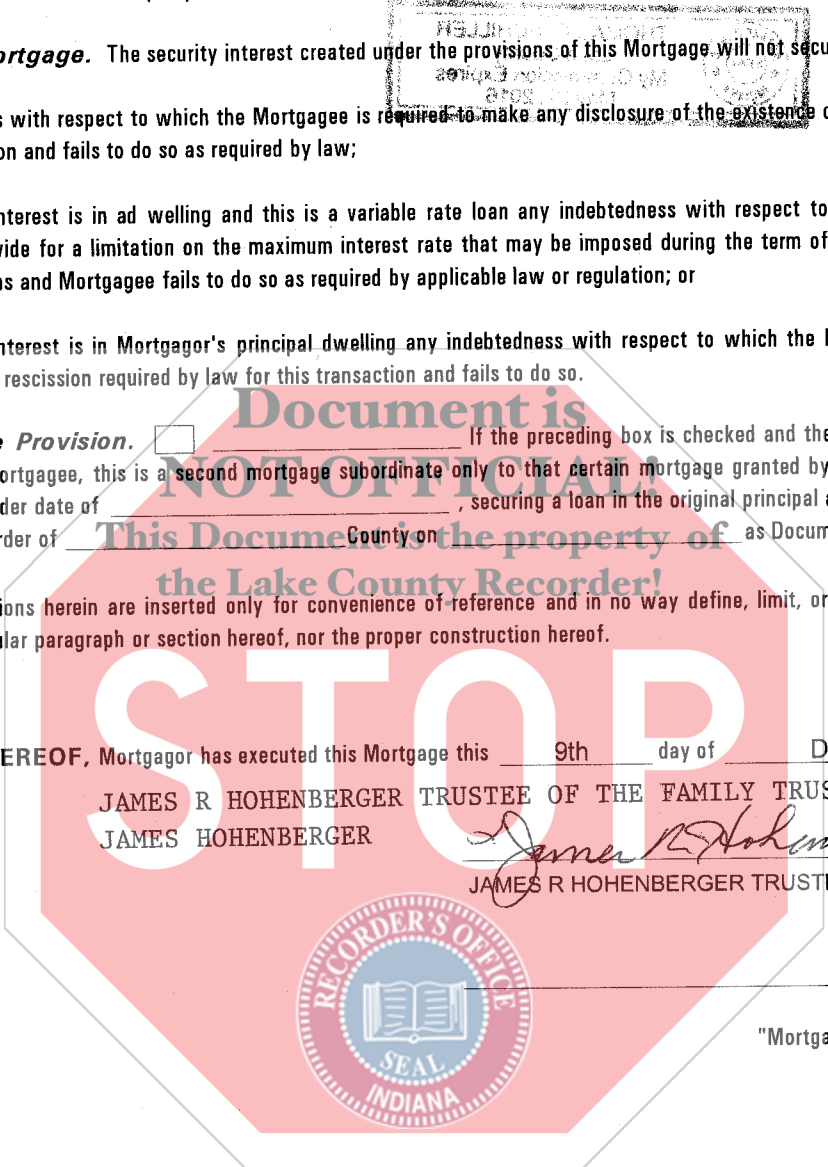 ortgage. The security interest created under the provisions of this Mortgage will not secu
s with respect to which the Mortgagee is required to make any disclosure of the existence o
on and fails to do so as required by law;
nterest is in ad welling and this is a variable rate loan any indebtedness with respect to
vide for a limitation on the maximum interest rate that may be imposed during the term of
ns and Mortgagee fails to do so as required by applicable law or regulation; or
nterest is in Mortgagor's principal dwelling any indebtedness with respect to which the
rescission required by law for this transaction and fails to do so.
Document is
e Provision. If the preceding box is checked and the
ortgagee, this is a second mortgage subordinate only to that certain mortgage granted by
NOT OFFICIAL!
der date of , securing a loan in the original principal a
rder of County on as Docum
This Document is the property of
the Lake County Recorder!
ions herein are inserted only for convenience of reference and in no way define, limit, or
lar paragraph or section hereof, nor the proper construction hereof.
STOP
EREOF, Mortgagor has executed this Mortgage this 9th day of D
JAMES R HOHENBERGER TRUSTEE OF THE FAMILY TRUS
JAMES HOHENBERGER
James R Hohen
JAMES R HOHENBERGER TRUSTE
RECORDER'S OFFICE
SEAL
INDIANA
"Mortga